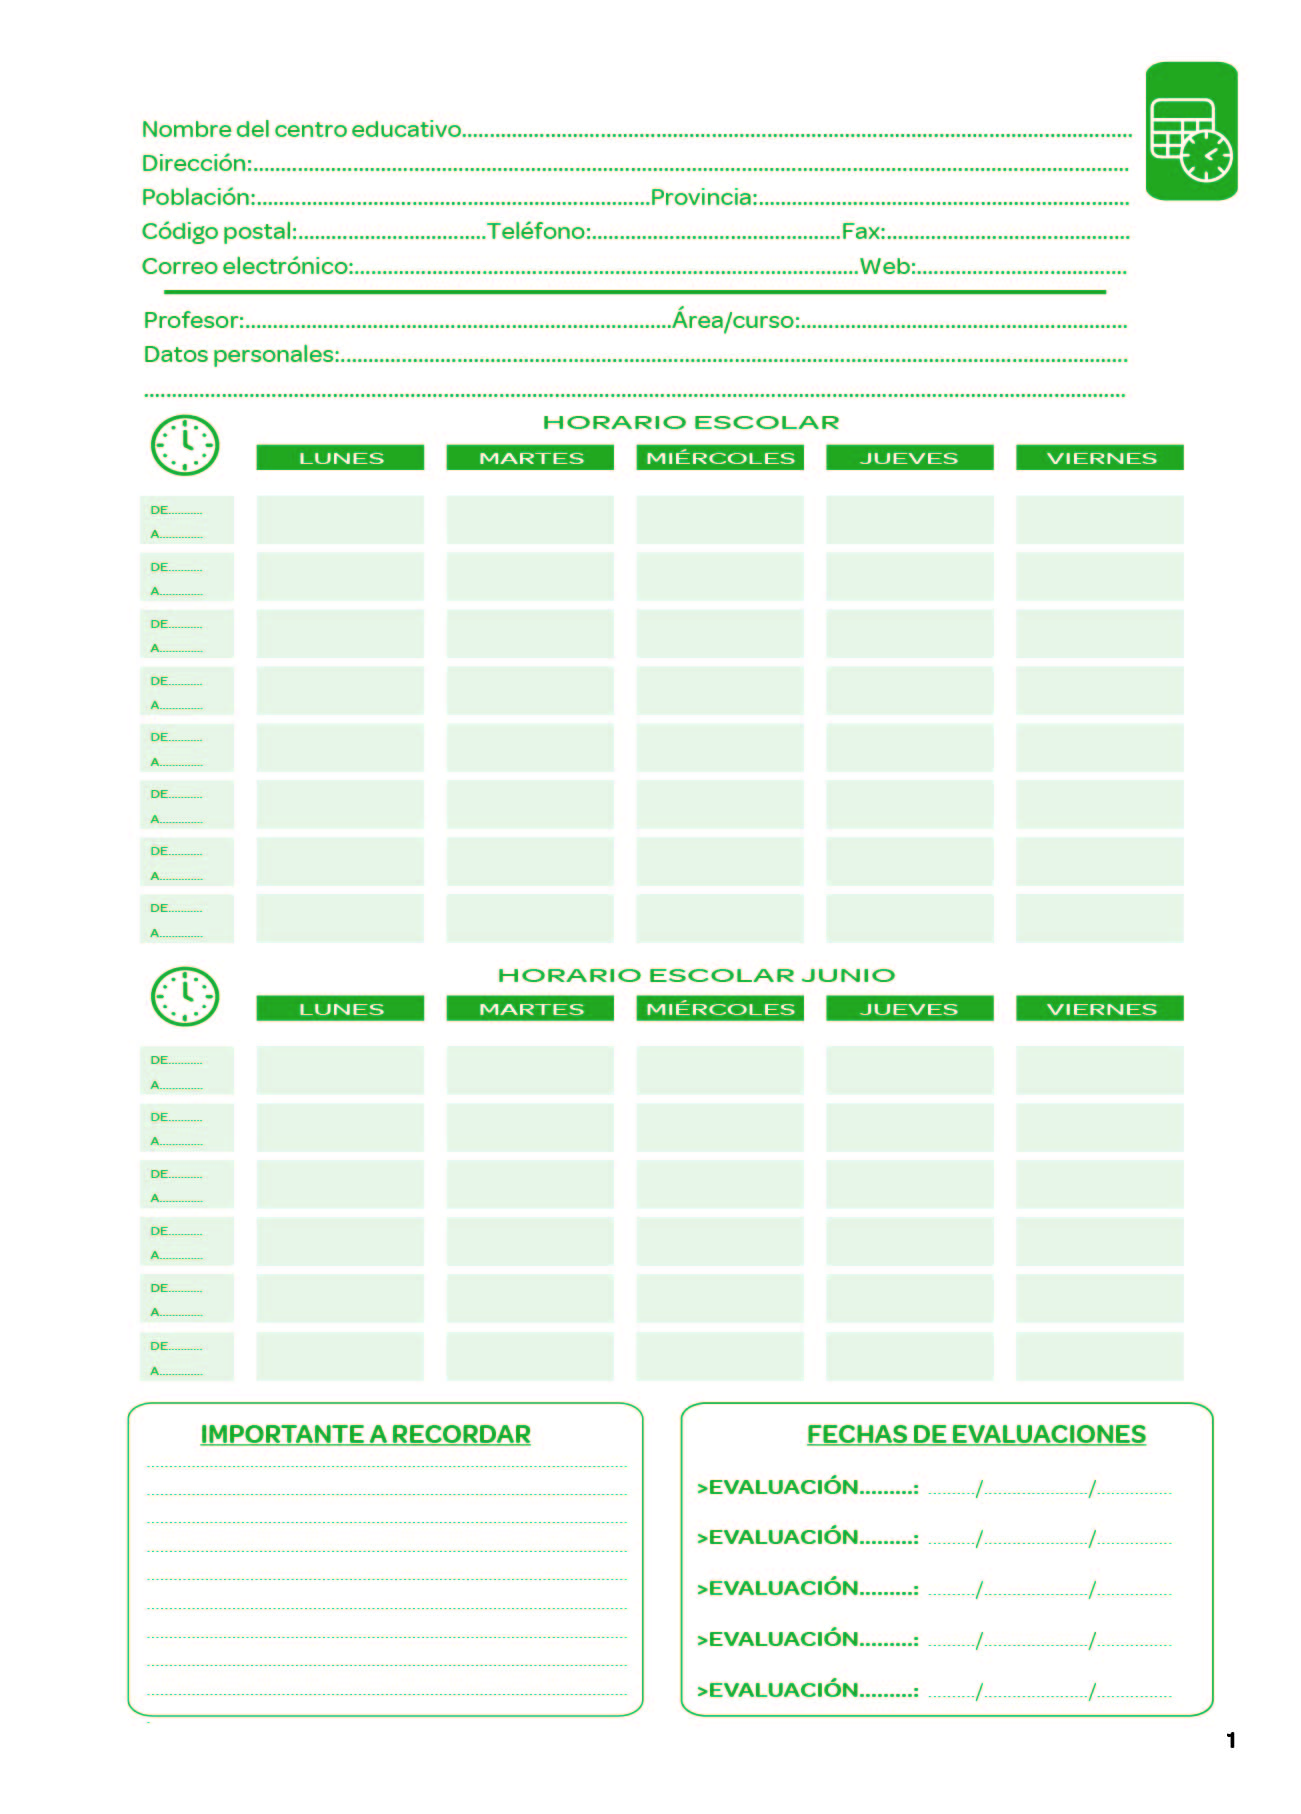 Nombre del centro educativo..........................................................................................................................
Dirección:................................................................................................................................................................
Población:.......................................................................Provincia:...................................................................
Código postal:..................................Teléfono:.............................................Fax:............................................
Correo electrónico:...........................................................................................Web:......................................
Profesor:.............................................................................Área/curso:...........................................................
Datos personales:..............................................................................................................................................
.................................................................................................................................................................................
HORARIO ESCOLAR
LUNES MARTES MIÉRCOLES JUEVES VIERNES
DE...........
A..............
DE...........
A..............
DE...........
A..............
DE...........
A..............
DE...........
A..............
DE...........
A..............
DE...........
A..............
DE...........
A..............
HORARIO ESCOLAR JUNIO
LUNES MARTES MIÉRCOLES JUEVES VIERNES
DE...........
A..............
DE...........
A..............
DE...........
A..............
DE...........
A..............
DE...........
A..............
DE...........
A..............
IMPORTANTE A RECORDAR
FECHAS DE EVALUACIONES
>EVALUACIÓN.........: ........../......................./................
>EVALUACIÓN.........: ........../......................./................
>EVALUACIÓN.........: ........../......................./................
>EVALUACIÓN.........: ........../......................./................
>EVALUACIÓN.........: ........../......................./................
1